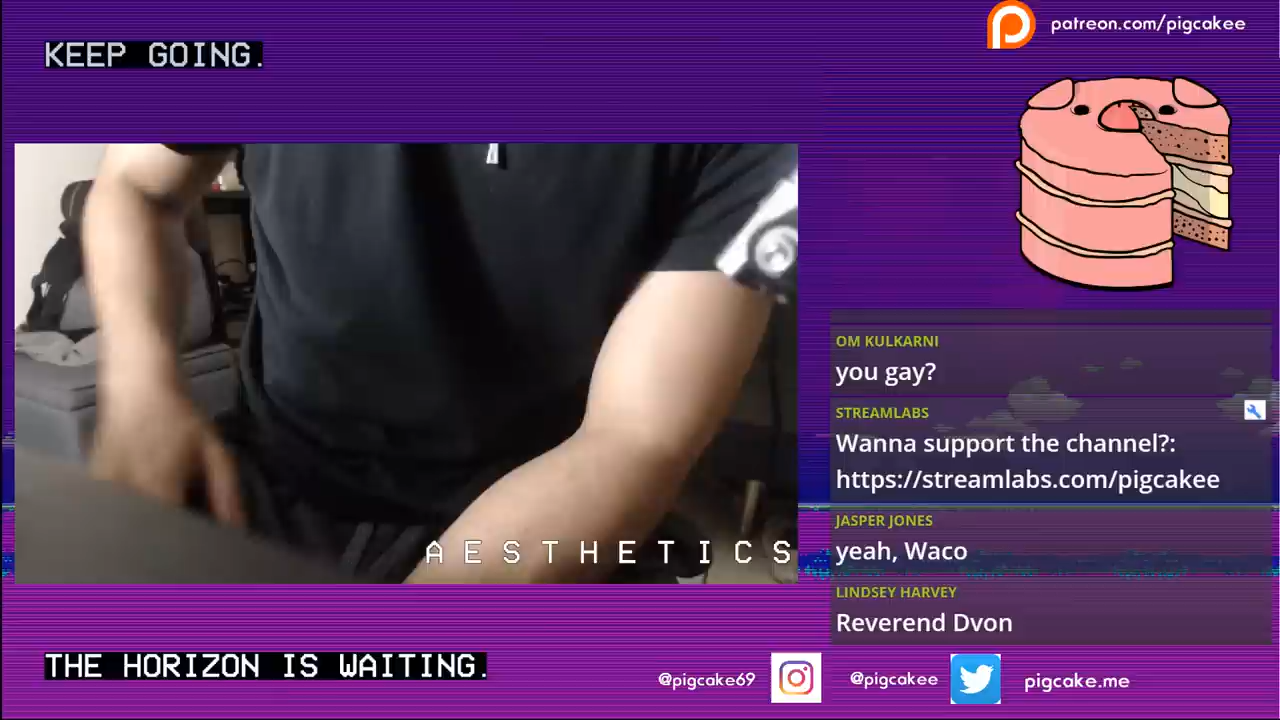 KEEP GOING.
patreon.com/pigcakee
OM KULKARNI
you gay?
STREAMLABS
Wanna support the channel?:
https://streamlabs.com/pigcakee
JASPER JONES
yeah, Waco
LINDSEY HARVEY
Reverend Dvon
AESTHETICS
THE HORIZON IS WAITING.
@pigcake69
@pigcakee
pigcake.me